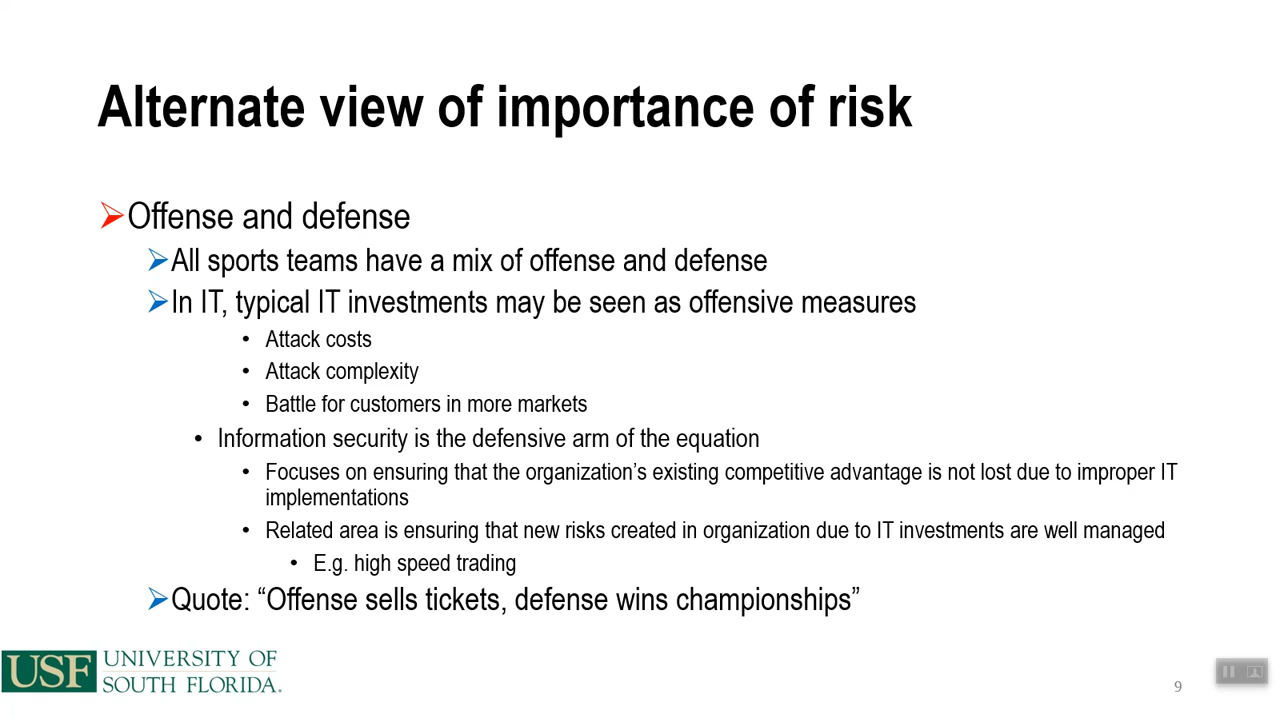 Alternate view of importance of risk
Offense and defense
All sports teams have a mix of offense and defense
In IT, typical IT investments may be seen as offensive measures
• Attack costs
• Attack complexity
• Battle for customers in more markets
• Information security is the defensive arm of the equation
• Focuses on ensuring that the organization’s existing competitive advantage is not lost due to improper IT
implementations
• Related area is ensuring that new risks created in organization due to IT investments are well managed
• E.g. high speed trading
Quote: “Offense sells tickets, defense wins championships”
USF UNIVERSITY OF
SOUTH FLORIDA.
9